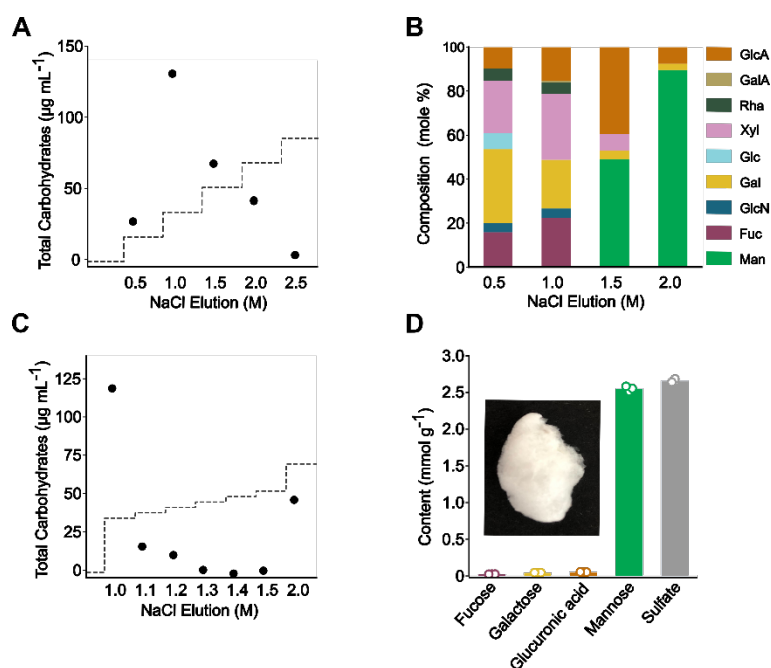 A
Total Carbohydrates (µg mL⁻¹)
150
100
50
0
0.5 1.0 1.5 2.0 2.5
NaCl Elution (M)
B
Composition (mole %)
100
80
60
40
20
0
0.5 1.0 1.5 2.0
NaCl Elution (M)
GlcA
GalA
Rha
Xyl
Glc
Gal
GlcN
Fuc
Man
C
Total Carbohydrates (µg mL⁻¹)
125
75
50
25
0
1.0 1.1 1.2 1.3 1.4 1.5 2.0
NaCl Elution (M)
D
Content (mmol g⁻¹)
3.0
2.5
2.0
1.5
1.0
0.5
0
Fucose
Galactose
Glucuronic acid
Mannose
Sulfate